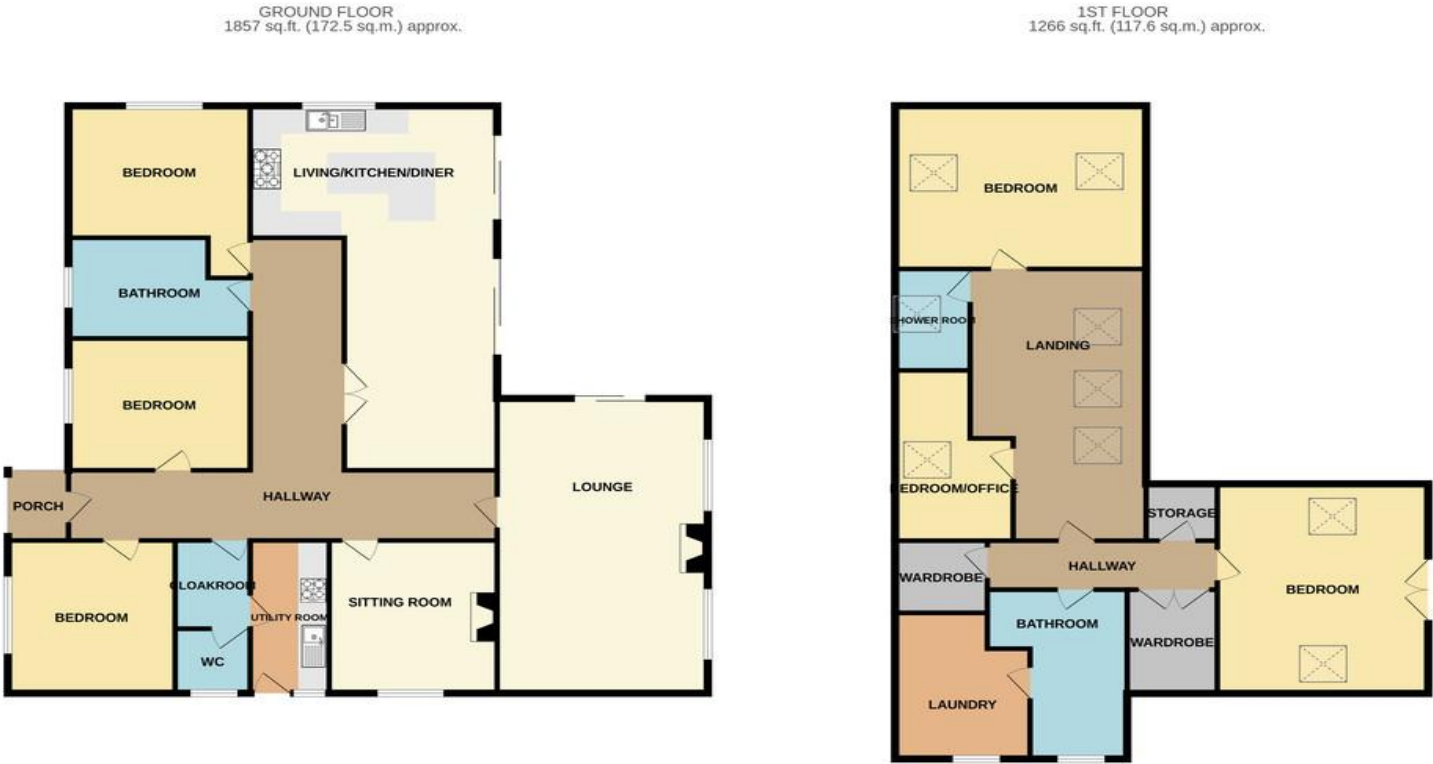 GROUND FLOOR
1857 sq.ft. (172.5 sq.m.) approx.
BEDROOM
LIVING/KITCHEN/DINER
BATHROOM
BEDROOM
PORCH
HALLWAY
LOUNGE
BEDROOM
CLOAKROOM
UTILITY ROOM
SITTING ROOM
WC
1ST FLOOR
1266 sq.ft. (117.6 sq.m.) approx.
BEDROOM
SHOWER ROOM
LANDING
BEDROOM/OFFICE
STORAGE
WARDROBE
HALLWAY
BEDROOM
BATHROOM
WARDROBE
LAUNDRY